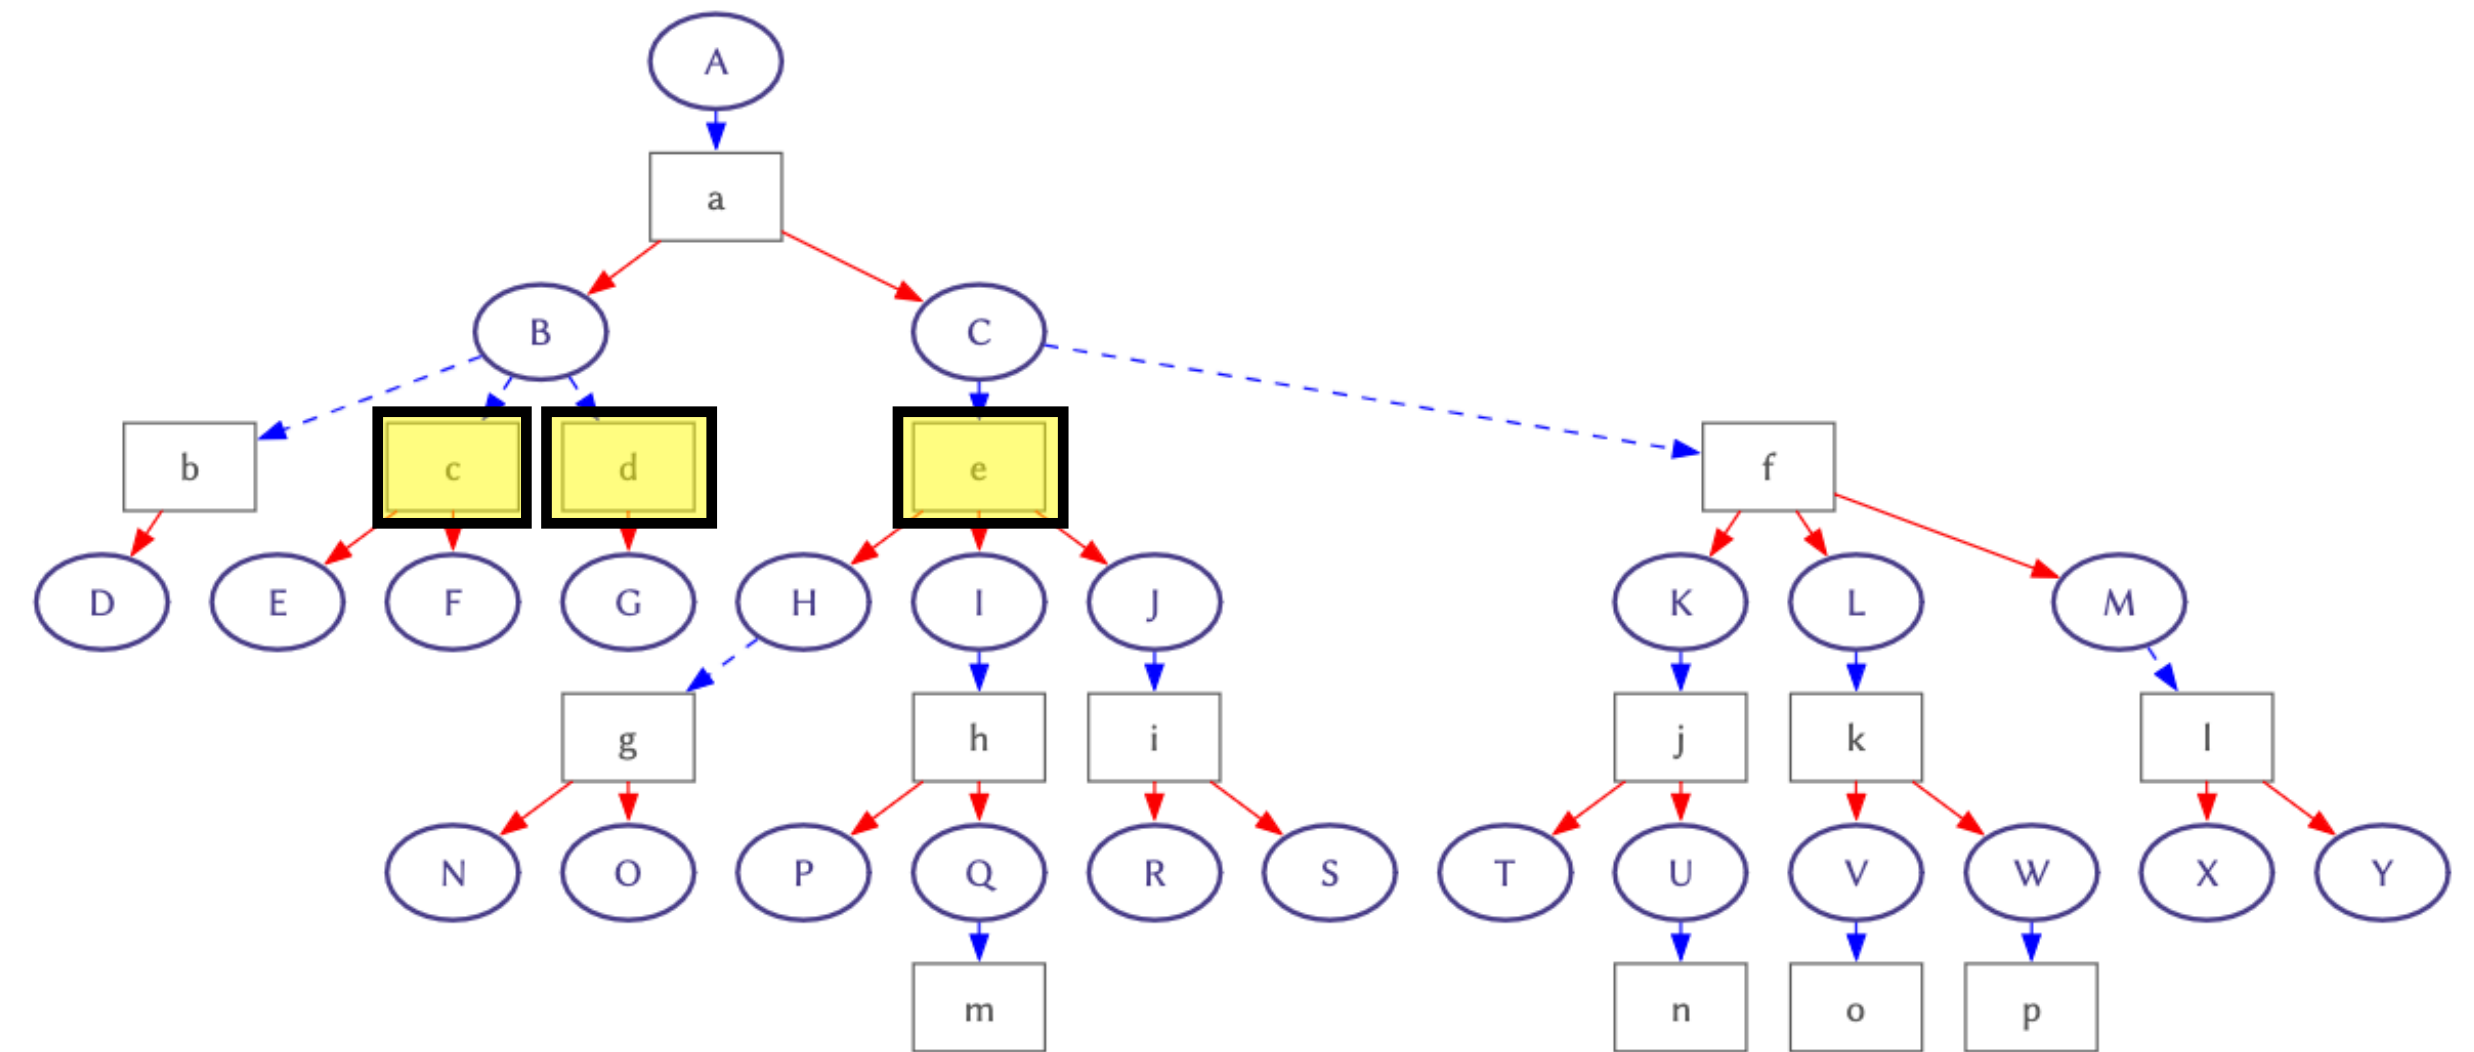 A
a
B C
b c d e f
D E F G H I J K L M
g h i j k l
N O P Q R S T U V W X Y
m n o p